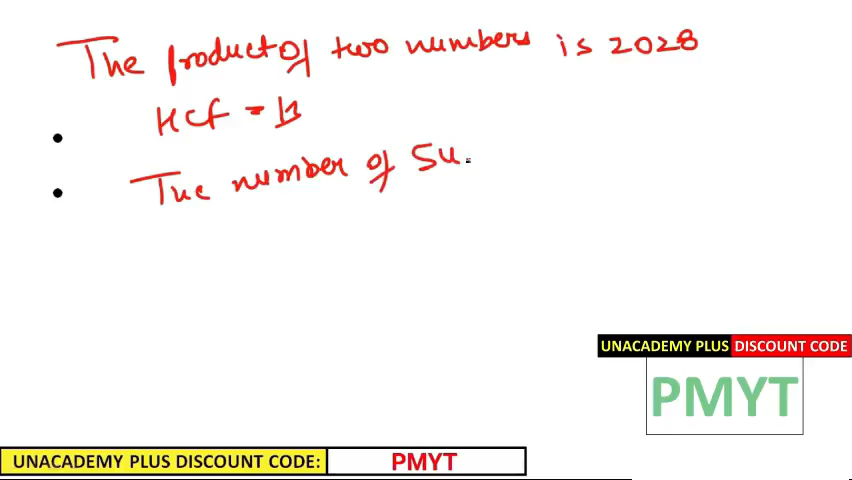 The product of two numbers is 2028
HCF = 13
The number of Su
UNACADEMY PLUS DISCOUNT CODE
PMYT
UNACADEMY PLUS DISCOUNT CODE: PMYT